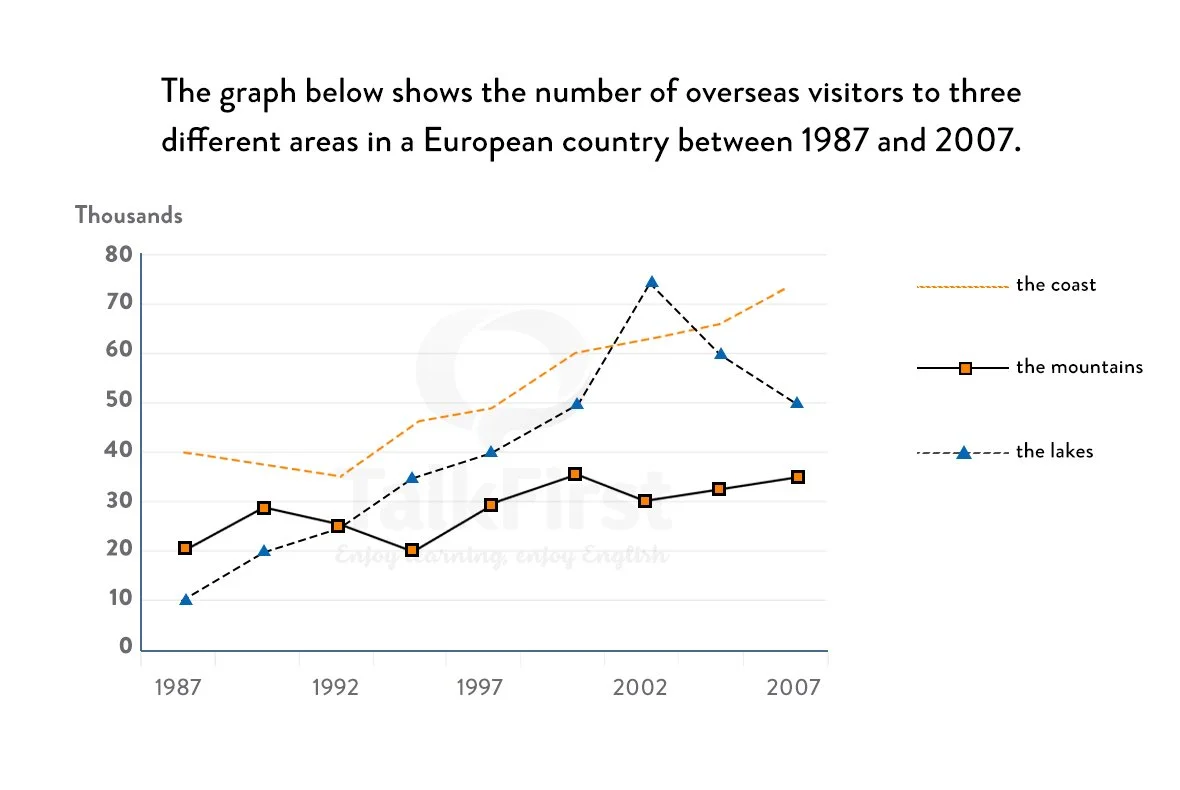 The graph below shows the number of overseas visitors to three
different areas in a European country between 1987 and 2007.
Thousands
80
70
60
50
40
30
20
10
0
1987 1992 1997 2002 2007
the coast
the mountains
the lakes
TalkFirst
Enjoy learning, enjoy English